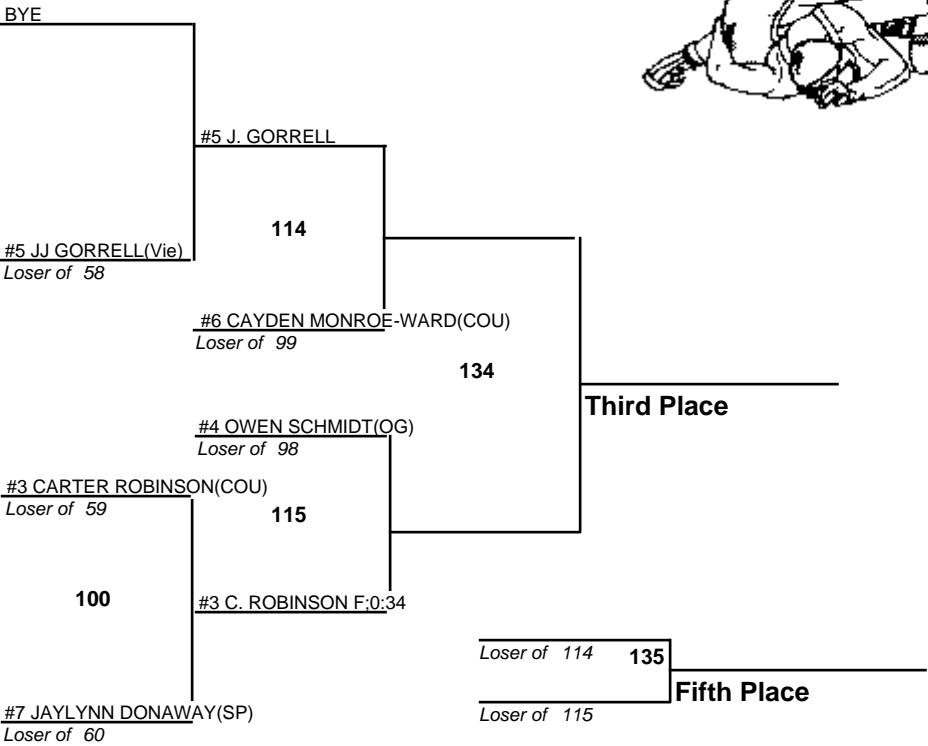 BYE
#5 J. GORRELL
114
#5 JJ GORRELL(Vie)
Loser of 58
#6 CAYDEN MONROE-WARD(COU)
Loser of 99
134
Third Place
#4 OWEN SCHMIDT(OG)
Loser of 98
#3 CARTER ROBINSON(COU)
Loser of 59
115
100
#3 C. ROBINSON F;0:34
Loser of 114
135
Fifth Place
Loser of 115
#7 JAYLYNN DONAWAY(SP)
Loser of 60